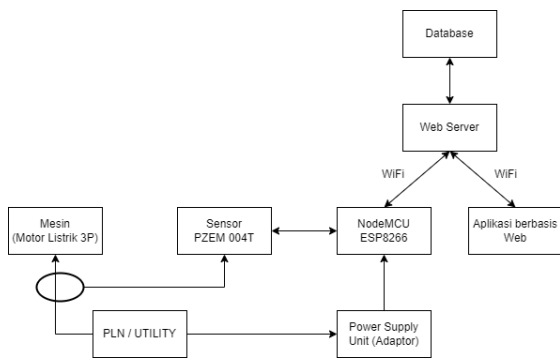 Database
Web Server
WiFi
WiFi
Mesin
(Motor Listrik 3P)
Sensor
PZEM 004T
NodeMCU
ESP8266
Aplikasi berbasis
Web
PLN / UTILITY
Power Supply
Unit (Adaptor)